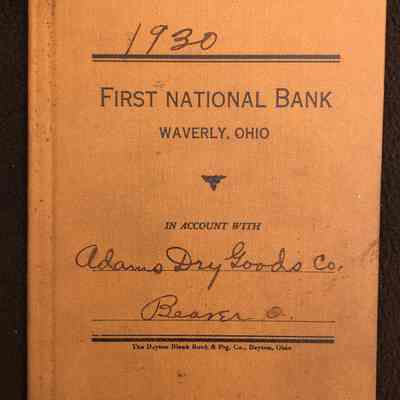 1930
FIRST NATIONAL BANK
WAVERLY, OHIO
IN ACCOUNT WITH
Adams Dry Goods Co.
Beaver O.
The Dayton Blank Book & Ptg. Co., Dayton, Ohio